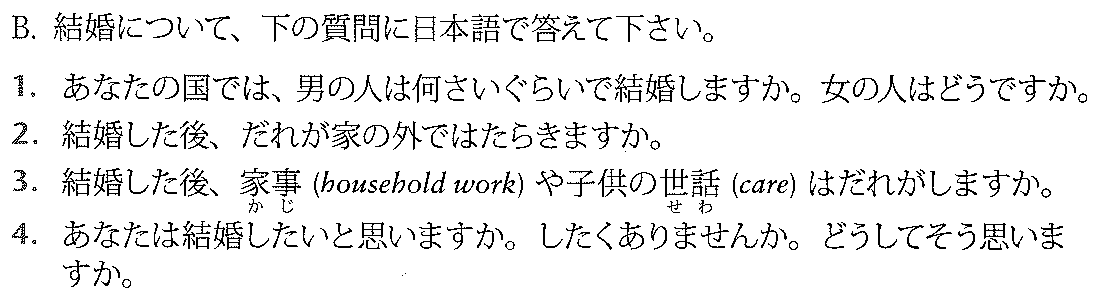 B. 結婚について、下の質問に日本語で答えて下さい。
1. あなたの国では、男の人は何さいぐらいで結婚しますか。女の人はどうですか。
2. 結婚した後、だれが家の外ではたらきますか。
3. 結婚した後、家事 (household work) や子供の世話 (care) はだれがしますか。
かじ せわ
4. あなたは結婚したいと思いますか。したくありませんか。どうしてそう思いま
すか。